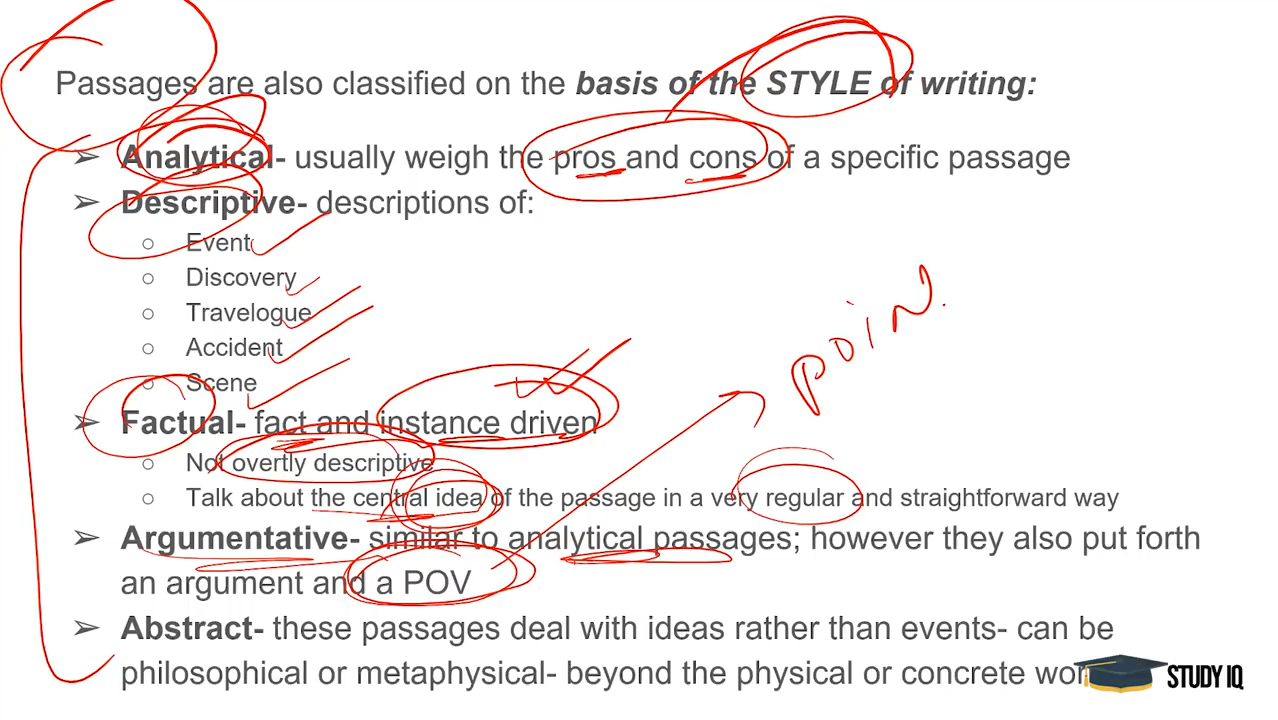 Passages are also classified on the basis of the STYLE of writing:
➢ Analytical- usually weigh the pros and cons of a specific passage
➢ Descriptive- descriptions of:
○ Event
○ Discovery
○ Travelogue
○ Accident
○ Scene
➢ Factual- fact and instance driven
○ Not overtly descriptive
○ Talk about the central idea of the passage in a very regular and straightforward way
➢ Argumentative- similar to analytical passages; however they also put forth
an argument and a POV
poin
➢ Abstract- these passages deal with ideas rather than events- can be
philosophical or metaphysical- beyond the physical or concrete
STUDY IQ